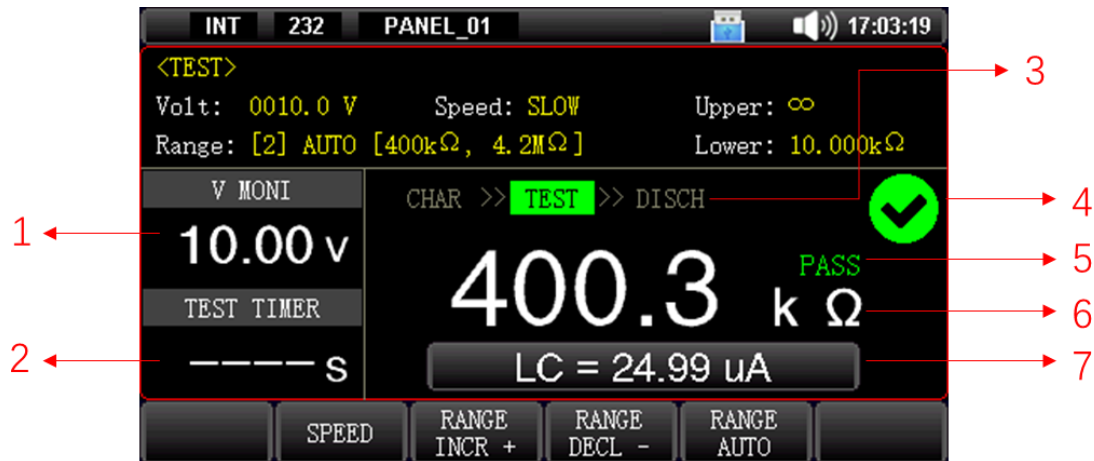 INT 232 PANEL_01 17:03:19
<TEST>
Volt: 0010.0 V Speed: SLOW Upper: ∞
Range: [2] AUTO [400kΩ, 4.2MΩ] Lower: 10.000kΩ
V MONI
CHAR >> TEST >> DISCH
10.00 v
400.3 kΩ
PASS
TEST TIMER
----s
LC = 24.99 uA
SPEED
RANGE INCR +
RANGE DECL -
RANGE AUTO
1
2
3
4
5
6
7